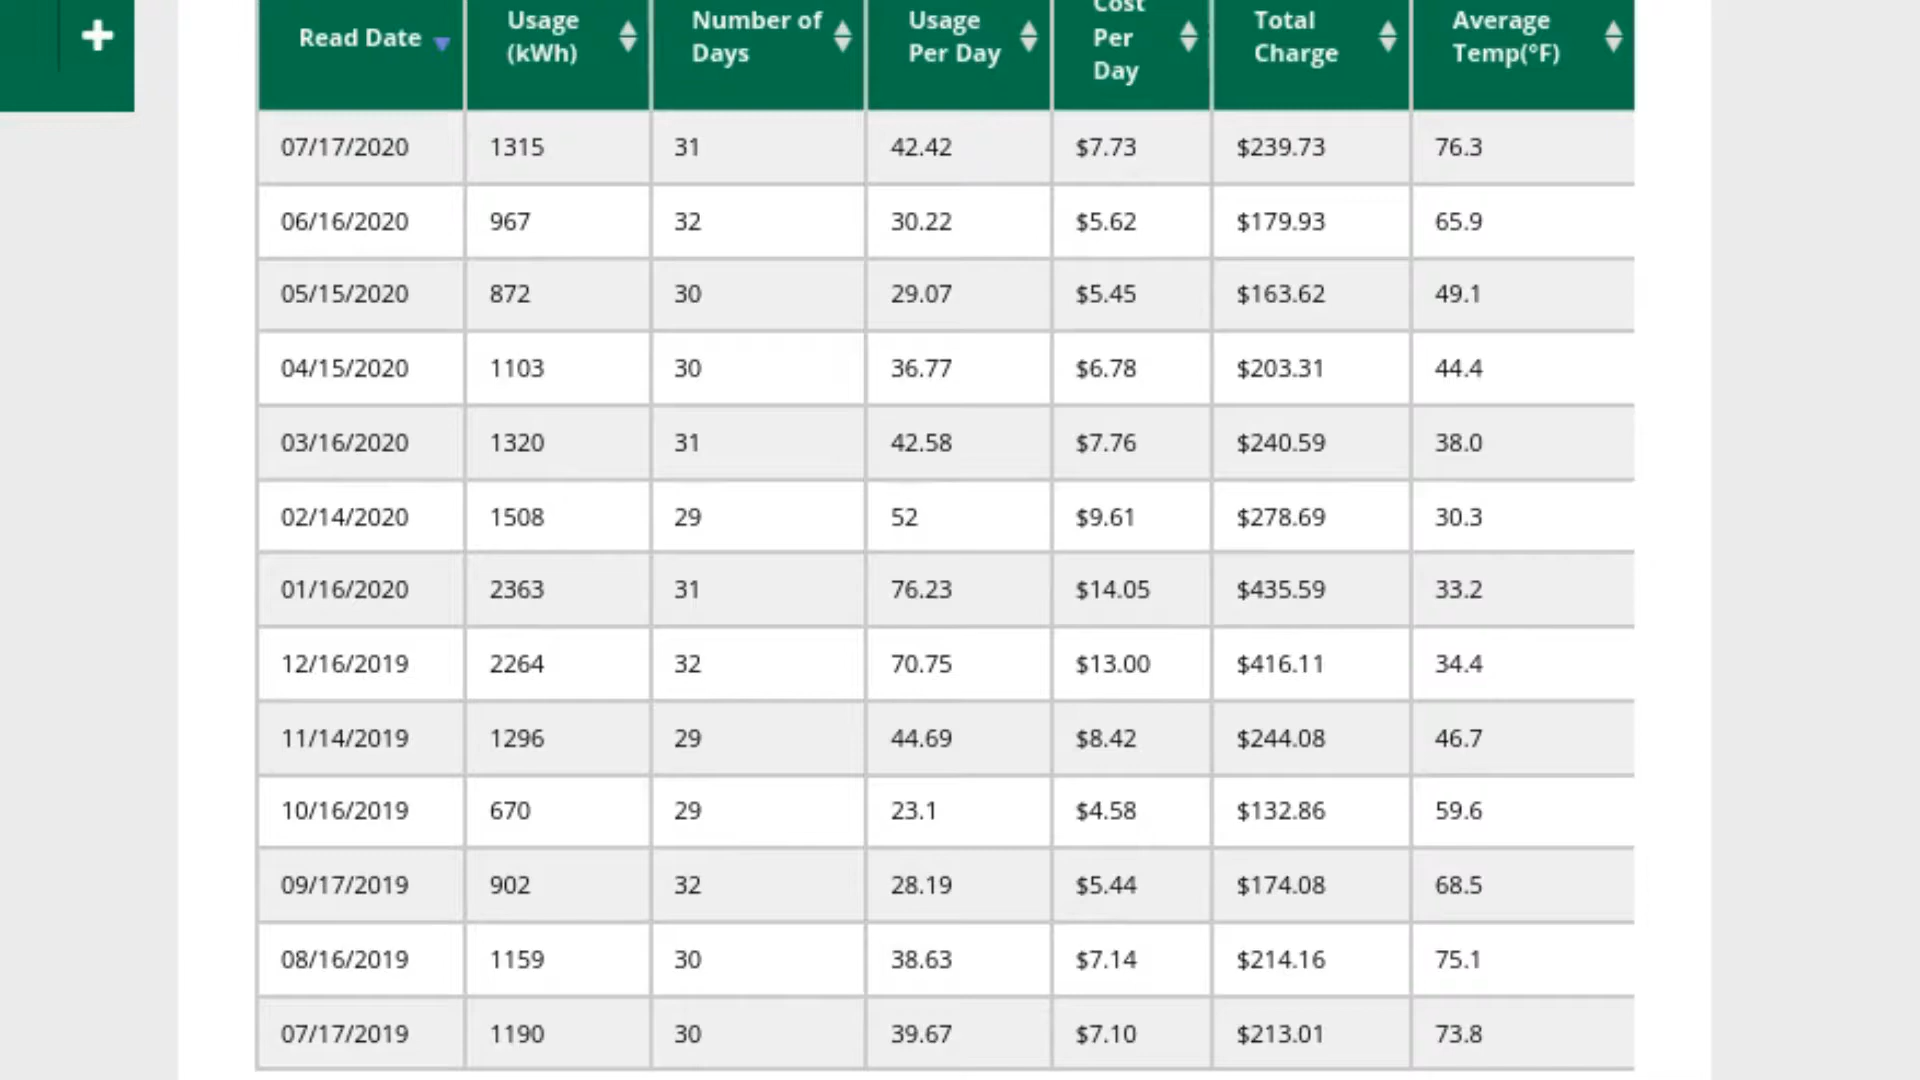 Read Date Usage (kWh) Number of Days Usage Per Day Cost Per Day Total Charge Average Temp(°F)
07/17/2020 1315 31 42.42 $7.73 $239.73 76.3
06/16/2020 967 32 30.22 $5.62 $179.93 65.9
05/15/2020 872 30 29.07 $5.45 $163.62 49.1
04/15/2020 1103 30 36.77 $6.78 $203.31 44.4
03/16/2020 1320 31 42.58 $7.76 $240.59 38.0
02/14/2020 1508 29 52 $9.61 $278.69 30.3
01/16/2020 2363 31 76.23 $14.05 $435.59 33.2
12/16/2019 2264 32 70.75 $13.00 $416.11 34.4
11/14/2019 1296 29 44.69 $8.42 $244.08 46.7
10/16/2019 670 29 23.1 $4.58 $132.86 59.6
09/17/2019 902 32 28.19 $5.44 $174.08 68.5
08/16/2019 1159 30 38.63 $7.14 $214.16 75.1
07/17/2019 1190 30 39.67 $7.10 $213.01 73.8